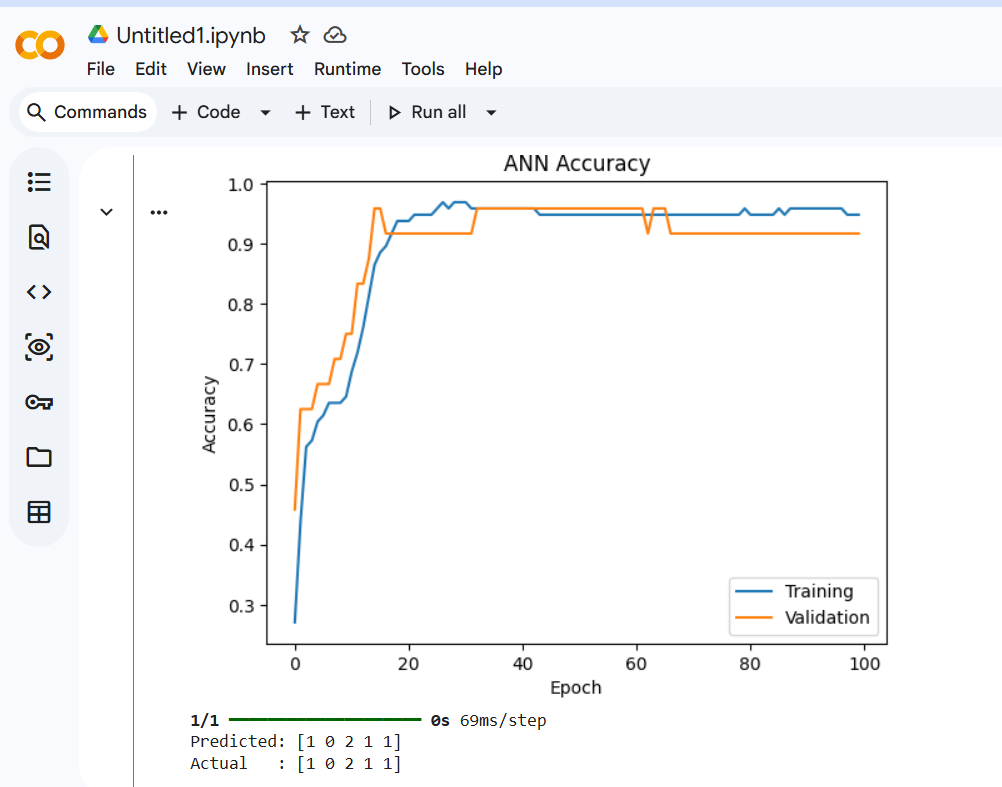 Untitled1.ipynb
File Edit View Insert Runtime Tools Help
Commands + Code + Text Run all
ANN Accuracy
1.0
0.9
0.8
0.7
0.6
0.5
0.4
0.3
Accuracy
Training
Validation
0 20 40 60 80 100
Epoch
1/1 0s 69ms/step
Predicted: [1 0 2 1 1]
Actual   : [1 0 2 1 1]